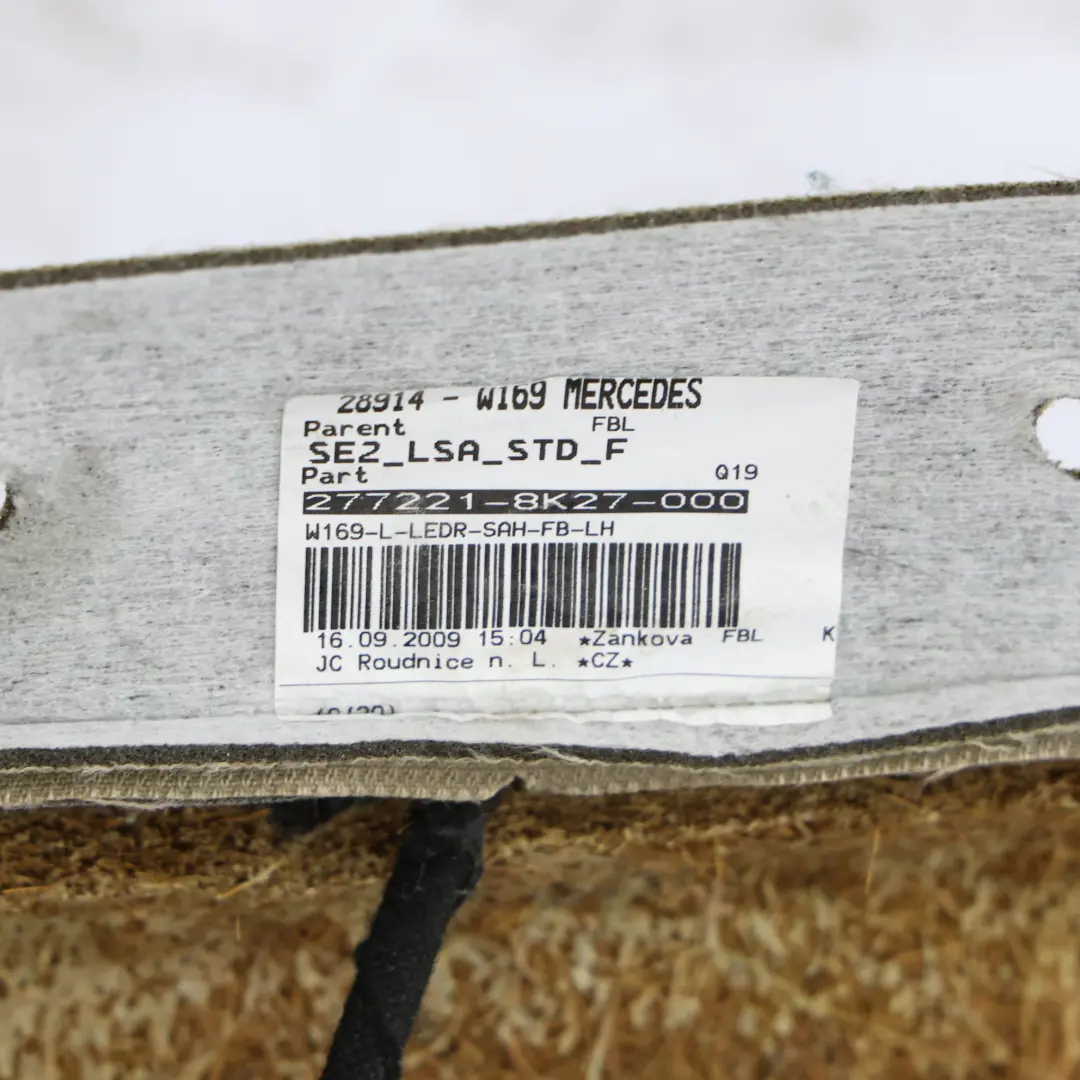 28914 - W169 MERCEDES
Parent FBL
SE2_LSA_STD_F
Part Q19
277221-8K27-000
W169-L-LEDR-SAH-FB-LH
16.09.2009 15:04 *Zankova FBL K
JC Roudnice n. L. *CZ*